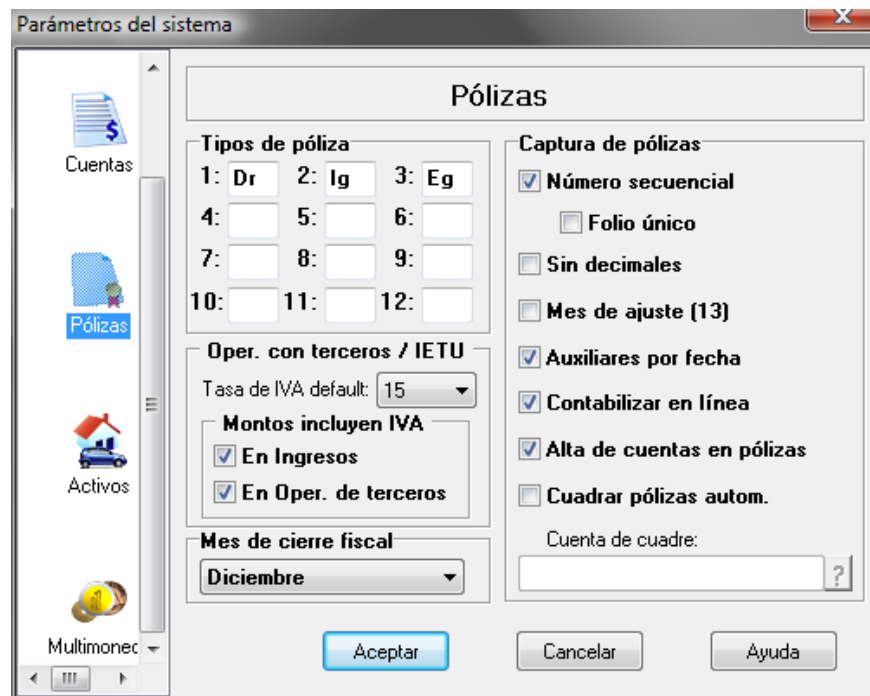 Parámetros del sistema
Cuentas
Pólizas
Activos
Multimonec
Pólizas
Tipos de póliza
1: Dr 2: Ig 3: Eg
4: 5: 6:
7: 8: 9:
10: 11: 12:
Oper. con terceros / IETU
Tasa de IVA default: 15
Montos incluyen IVA
En Ingresos
En Oper. de terceros
Mes de cierre fiscal
Diciembre
Captura de pólizas
Número secuencial
Folio único
Sin decimales
Mes de ajuste (13)
Auxiliares por fecha
Contabilizar en línea
Alta de cuentas en pólizas
Cuadrar pólizas autom.
Cuenta de cuadre:
?
Aceptar Cancelar Ayuda